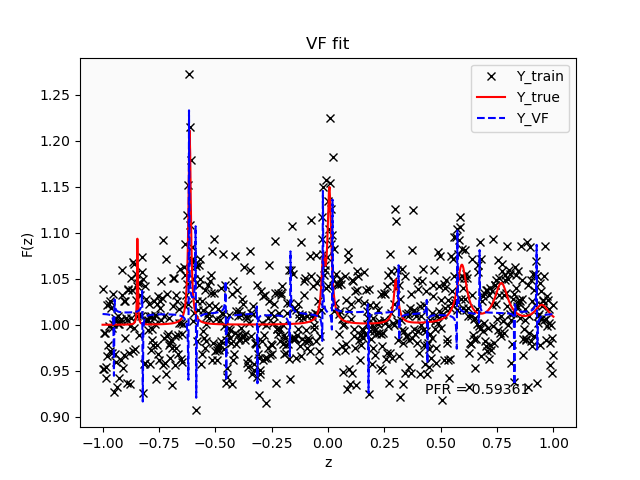 VF fit
Y_train
Y_true
Y_VF
F(z)
1.25
1.20
1.15
1.10
1.05
1.00
0.95
0.90
PFR = 0.59361
−1.00 −0.75 −0.50 −0.25 0.00 0.25 0.50 0.75 1.00
z